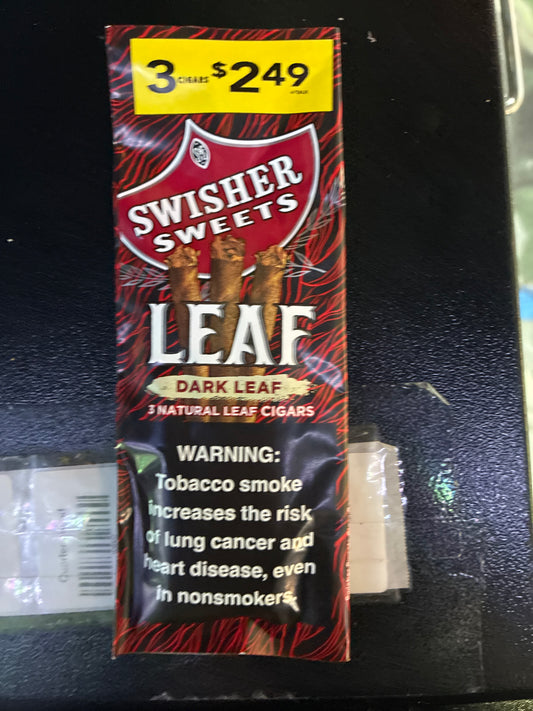 3 CIGARS $2.49
SWISHER
SWEETS
LEAF
DARK LEAF
3 NATURAL LEAF CIGARS
WARNING:
Tobacco smoke
increases the risk
of lung cancer and
heart disease, even
in nonsmokers.